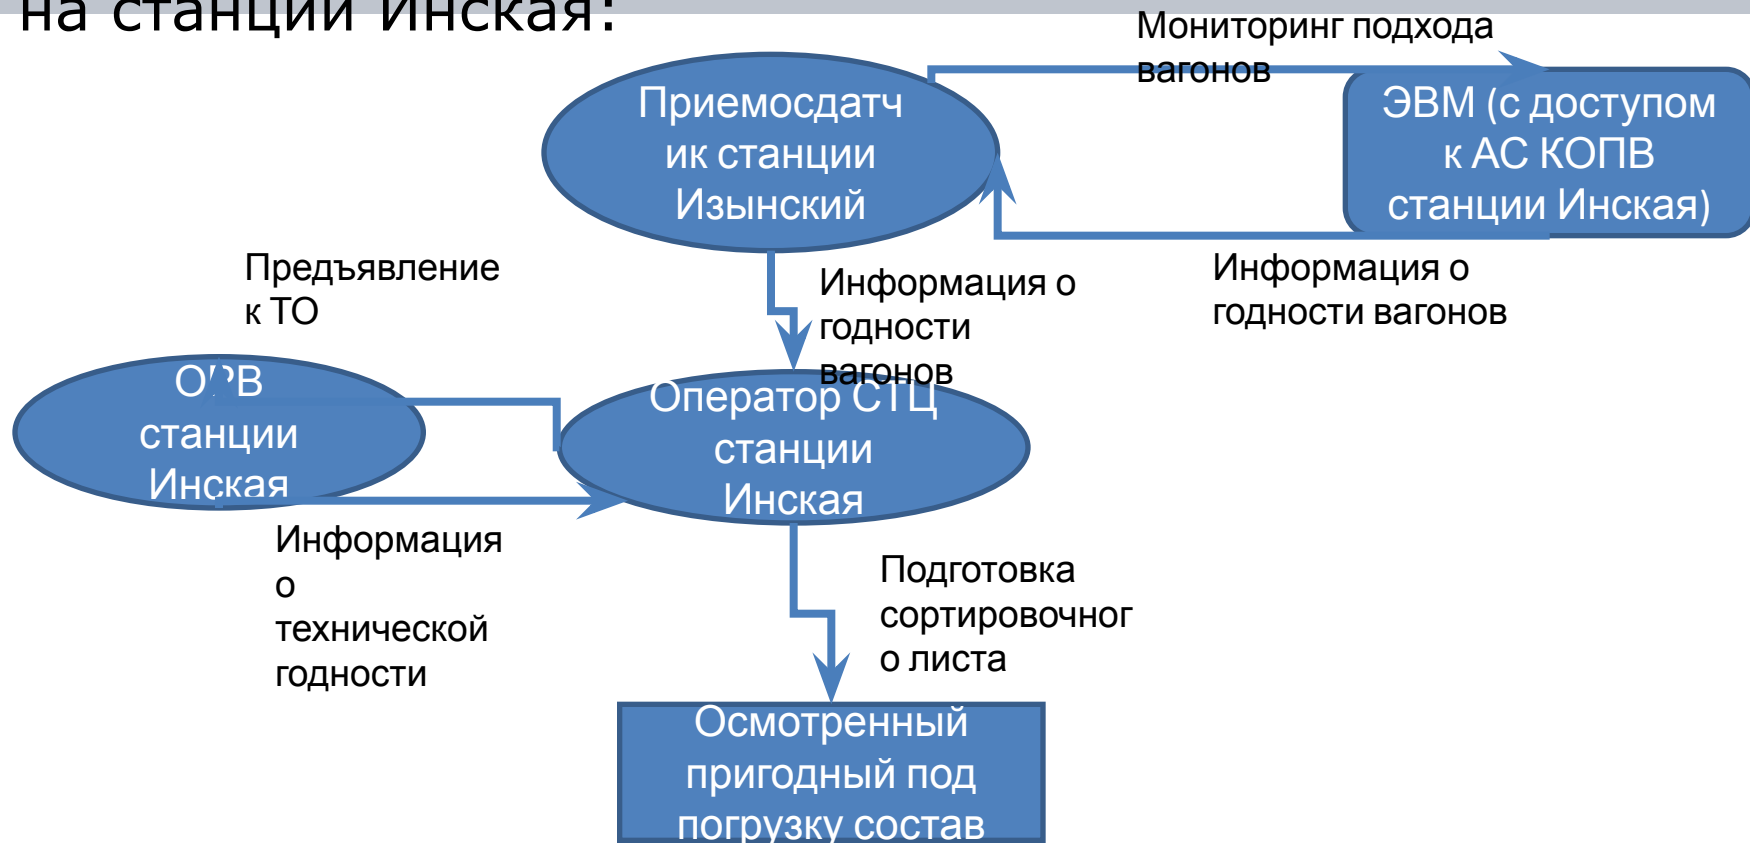 на станции Инская:
Мониторинг подхода
вагонов
Приемосдатч
ик станции
Изынский
ЭВМ (с доступом
к АС КОПВ
станции Инская)
Предъявление
к ТО
Информация о
годности
вагонов
Информация о
годности вагонов
ОРВ
станции
Инская
Оператор СТЦ
станции
Инская
Информация
о
технической
годности
Подготовка
сортировочног
о листа
Осмотренный
пригодный под
погрузку состав